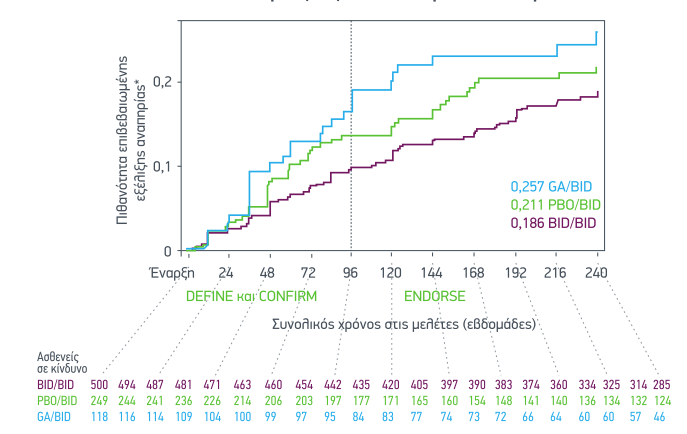 Πιθανότητα επιβεβαιωμένης
εξέλιξης αναπηρίας*
0,2
0,1
0
0,257 GA/BID
0,211 PBO/BID
0,186 BID/BID
Έναρξη 24 48 72 96 120 144 168 192 216 240
DEFINE και CONFIRM ENDORSE
Συνολικός χρόνος στις μελέτες (εβδομάδες)
Ασθενείς
σε κίνδυνο
BID/BID 500 494 487 481 471 463 460 454 442 435 420 405 397 390 383 374 360 334 325 314 285
PBO/BID 249 244 241 236 226 214 206 203 197 177 171 165 160 154 148 141 140 136 134 132 124
GA/BID 118 116 114 109 104 100 99 97 95 84 83 77 74 73 72 66 64 60 60 57 46